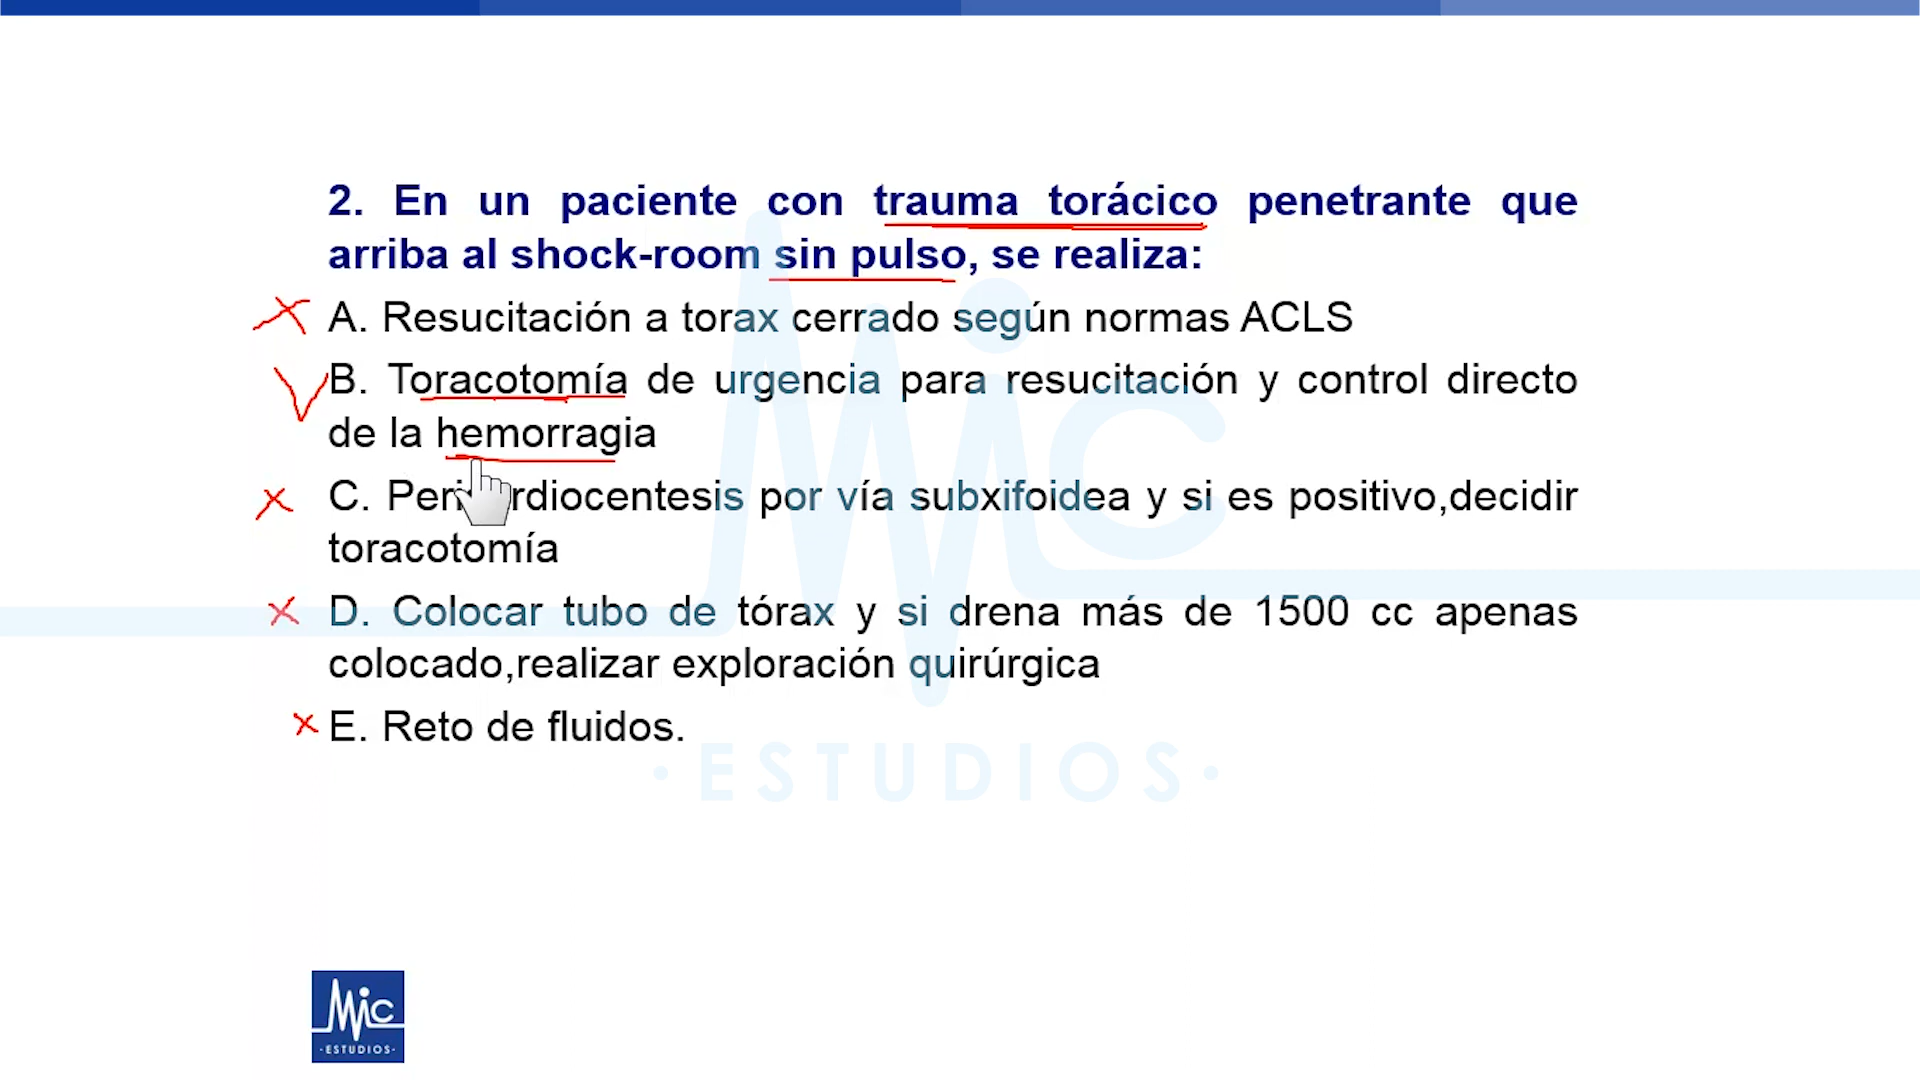 2. En un paciente con trauma torácico penetrante que
arriba al shock-room sin pulso, se realiza:
A. Resucitación a torax cerrado según normas ACLS
B. Toracotomía de urgencia para resucitación y control directo
de la hemorragia
C. Pericardiocentesis por vía subxifoidea y si es positivo,decidir
toracotomía
D. Colocar tubo de tórax y si drena más de 1500 cc apenas
colocado,realizar exploración quirúrgica
E. Reto de fluidos.
MIC
·ESTUDIOS·
MIC
·ESTUDIOS·